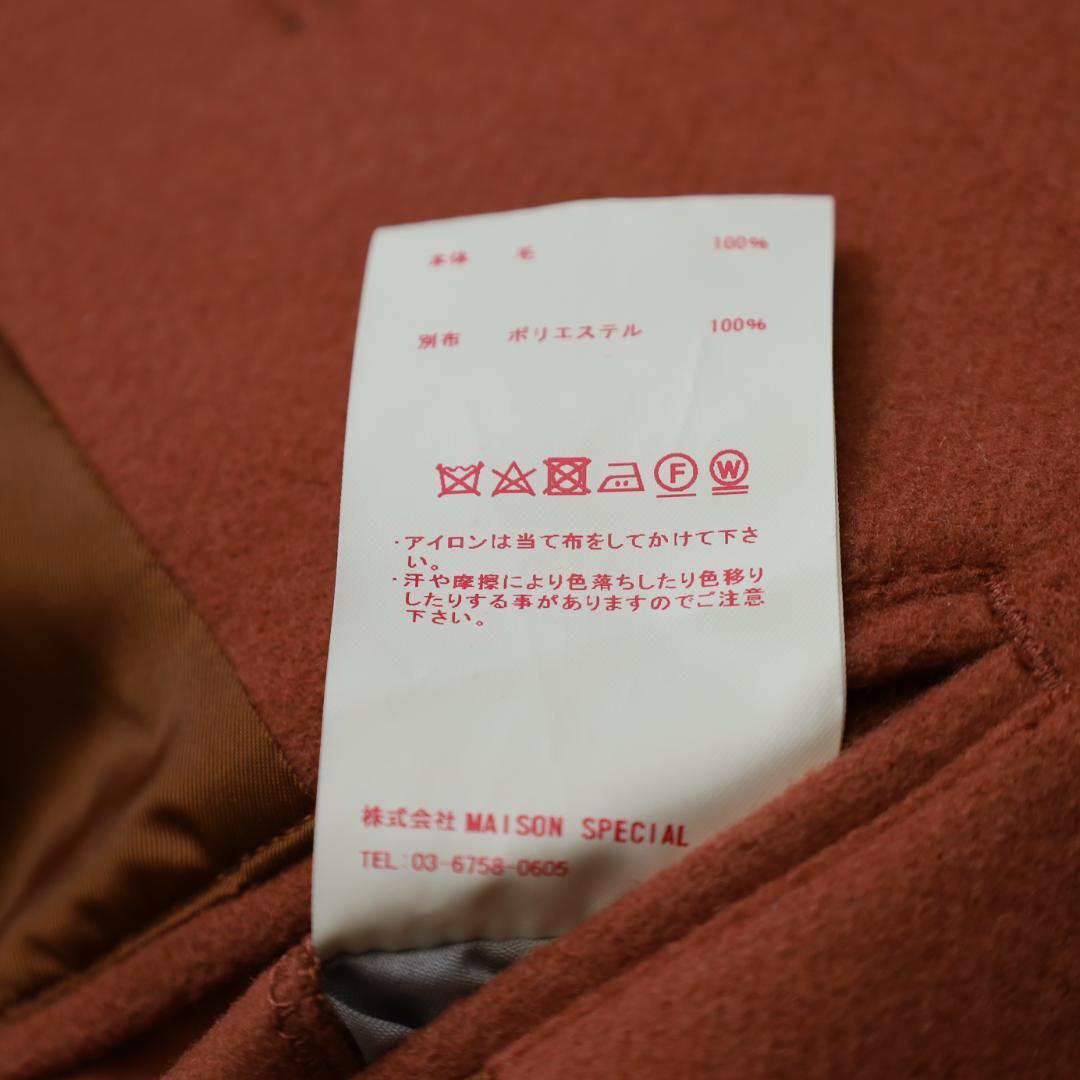 本体 毛 100%
別布 ポリエステル 100%
F W
・アイロンは当て布をしてかけて下さ
い。
・汗や摩擦により色落ちしたり色移り
したりする事がありますのでご注意
下さい。
株式会社 MAISON SPECIAL
TEL:03-6758-0605